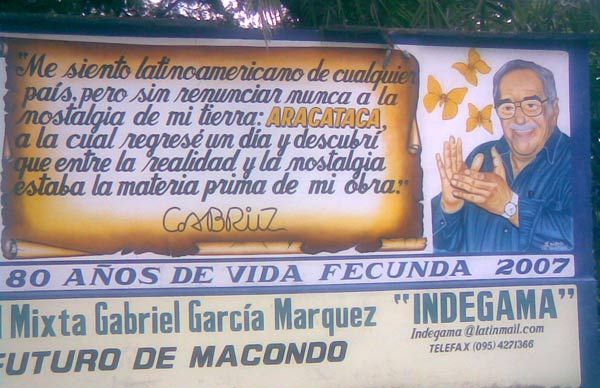 "Me siento latinoamericano de cualquier
país, pero sin renunciar nunca a la
nostalgia de mi tierra: ARACATACA,
a la cual regresé un día y descubrí
que entre la realidad y la nostalgia
estaba la materia prima de mi obra."
80 AÑOS DE VIDA FECUNDA 2007
Mixta Gabriel García Marquez "INDEGAMA"
Indegama@latinmail.com
FUTURO DE MACONDO
TELEFAX (095) 4271366